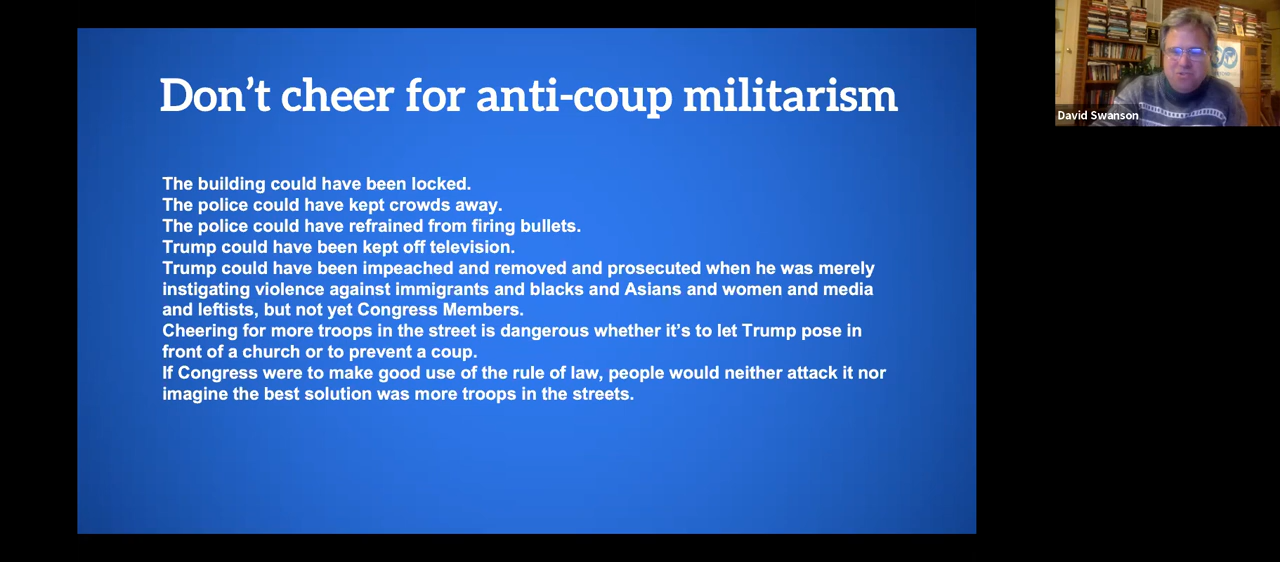 Don't cheer for anti-coup militarism
The building could have been locked.
The police could have kept crowds away.
The police could have refrained from firing bullets.
Trump could have been kept off television.
Trump could have been impeached and removed and prosecuted when he was merely
instigating violence against immigrants and blacks and Asians and women and media
and leftists, but not yet Congress Members.
Cheering for more troops in the street is dangerous whether it's to let Trump pose in
front of a church or to prevent a coup.
If Congress were to make good use of the rule of law, people would neither attack it nor
imagine the best solution was more troops in the streets.
David Swanson